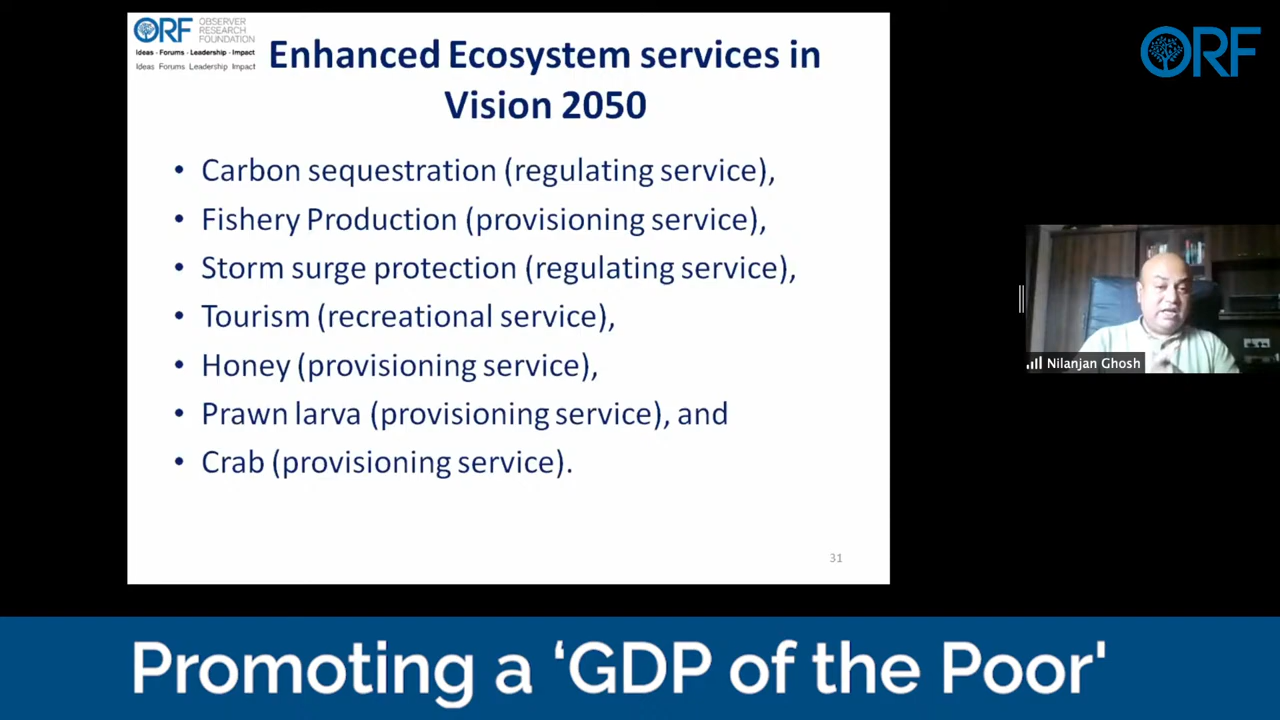 ORF
OBSERVER
RESEARCH
FOUNDATION
Ideas · Forums · Leadership · Impact
Ideas Forums Leadership Impact
Enhanced Ecosystem services in
Vision 2050
• Carbon sequestration (regulating service),
• Fishery Production (provisioning service),
• Storm surge protection (regulating service),
• Tourism (recreational service),
• Honey (provisioning service),
• Prawn larva (provisioning service), and
• Crab (provisioning service).
31
ORF
Nilanjan Ghosh
Promoting a ‘GDP of the Poor'